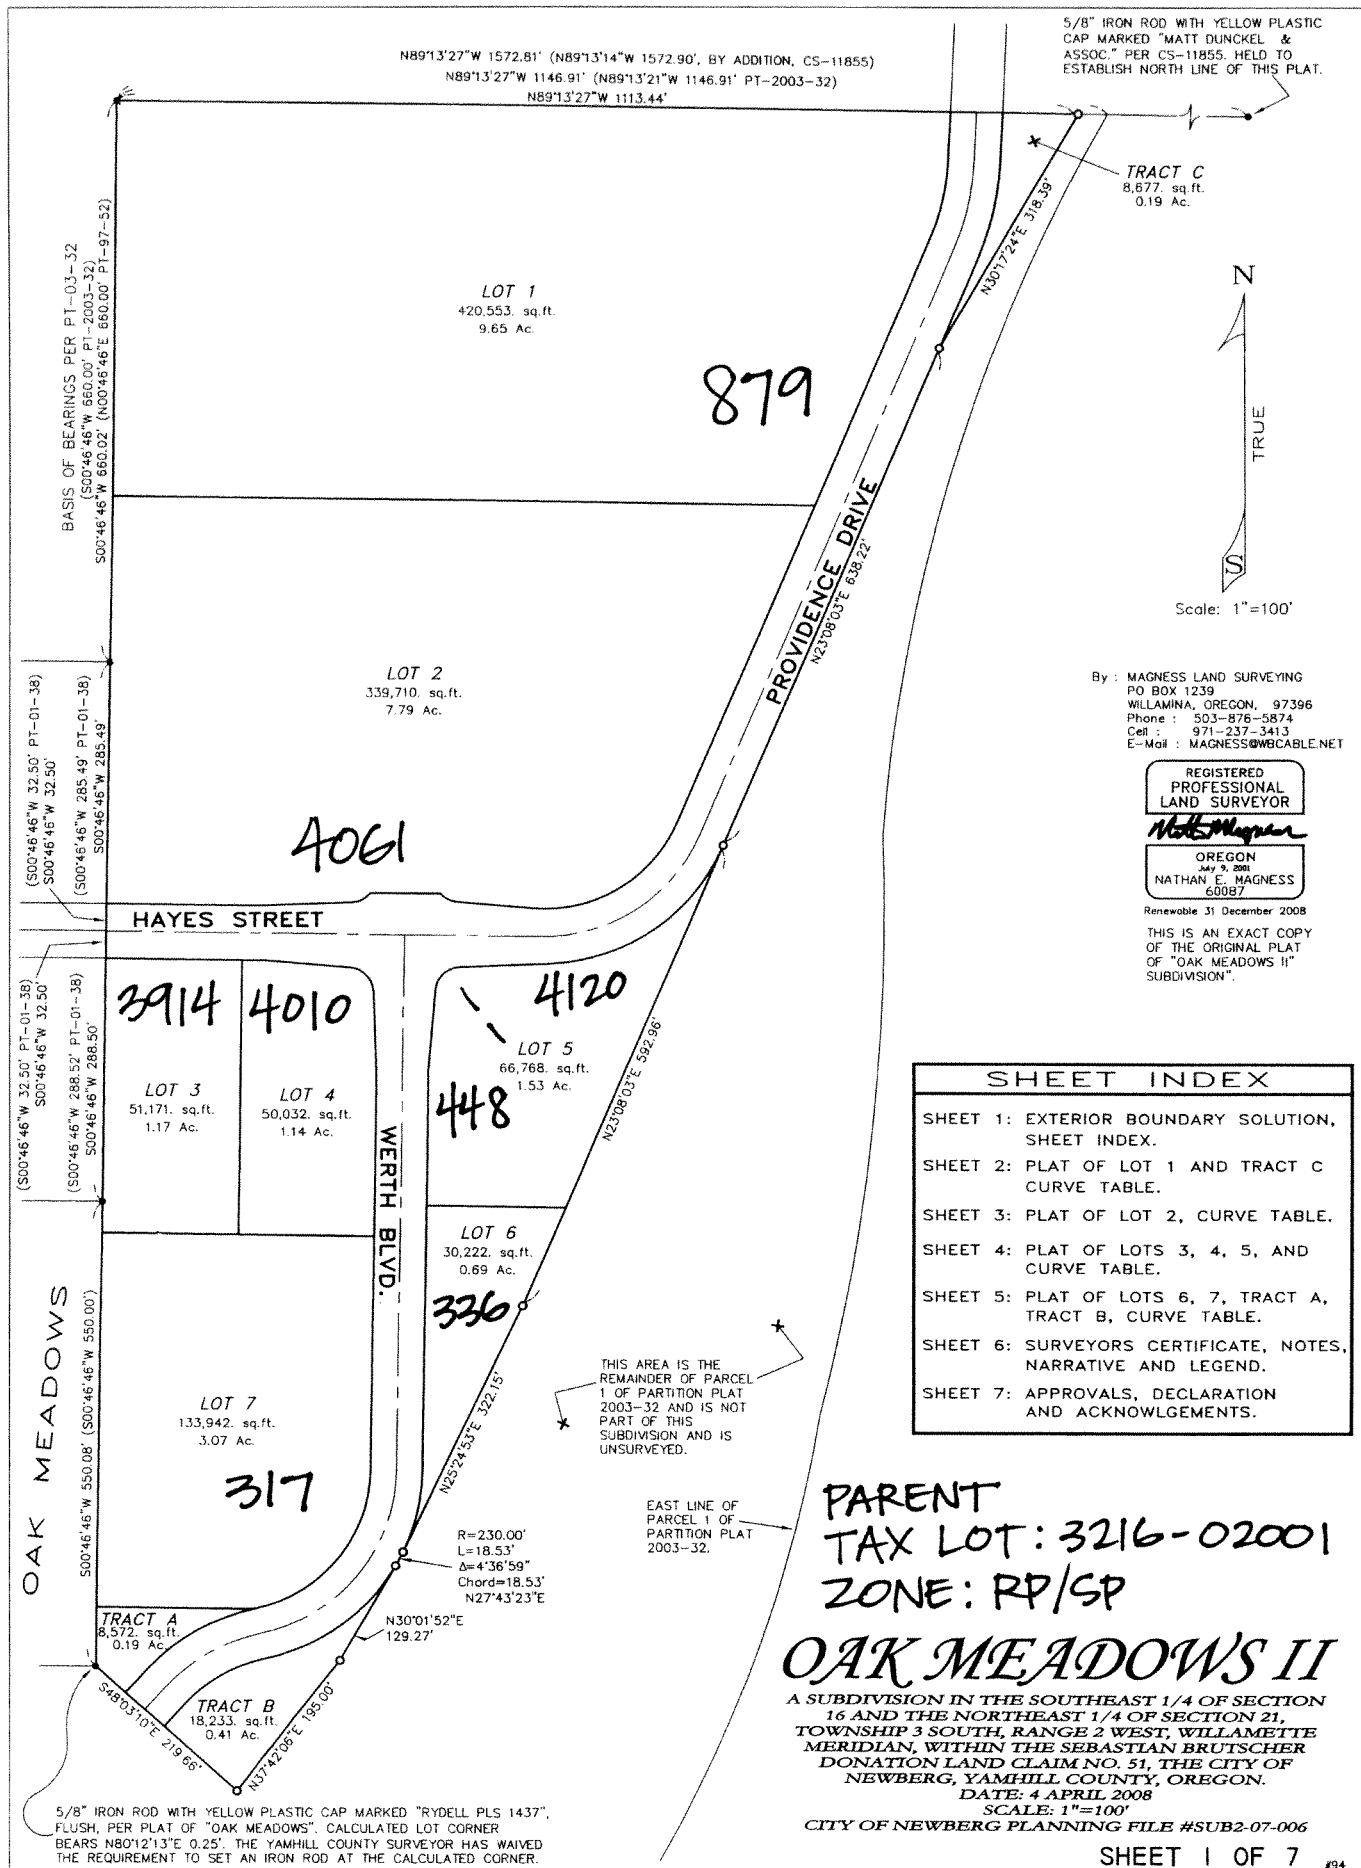 5/8" IRON ROD WITH YELLOW PLASTIC
CAP MARKED "MATT DUNCKEL &
ASSOC." PER CS-11855. HELD TO
ESTABLISH NORTH LINE OF THIS PLAT.
N89°13'27"W 1572.81' (N89°13'14"W 1572.90', BY ADDITION, CS-11855)
N89°13'27"W 1146.91' (N89°13'21"W 1146.91' PT-2003-32)
N89°13'27"W 1113.44'
TRACT C
8,677. sq.ft.
0.19 Ac.
N30°17'24"E 318.39'
BASIS OF BEARINGS PER PT-03-32
(S00°46'46"W 660.00' PT-2003-32)
S00°46'46"W 660.02' (N00°46'46"E 660.00' PT-97-52)
LOT 1
420,553. sq.ft.
9.65 Ac.
879
N
TRUE
S
Scale: 1"=100'
PROVIDENCE DRIVE
N23°08'03"E 638.22'
LOT 2
339,710. sq.ft.
7.79 Ac.
(S00°46'46"W 32.50' PT-01-38)
S00°46'46"W 32.50'
(S00°46'46"W 285.49' PT-01-38)
S00°46'46"W 285.49'
By : MAGNESS LAND SURVEYING
PO BOX 1239
WILLAMINA, OREGON, 97396
Phone : 503-876-5874
Cell : 971-237-3413
E-Mail : MAGNESS@WBCABLE.NET
REGISTERED
PROFESSIONAL
LAND SURVEYOR
OREGON
July 9, 2001
NATHAN E. MAGNESS
60087
Renewable 31 December 2008
THIS IS AN EXACT COPY
OF THE ORIGINAL PLAT
OF "OAK MEADOWS II"
SUBDIVISION".
4061
HAYES STREET
3914
4010
4120
(S00°46'46"W 32.50' PT-01-38)
S00°46'46"W 32.50'
(S00°46'46"W 288.52' PT-01-38)
S00°46'46"W 288.50'
LOT 3
51,171. sq.ft.
1.17 Ac.
LOT 4
50,032. sq.ft.
1.14 Ac.
LOT 5
66,768. sq.ft.
1.53 Ac.
448
N23°08'03"E 592.96'
WERTH BLVD.
SHEET INDEX
SHEET 1: EXTERIOR BOUNDARY SOLUTION,
SHEET INDEX.
SHEET 2: PLAT OF LOT 1 AND TRACT C
CURVE TABLE.
SHEET 3: PLAT OF LOT 2, CURVE TABLE.
SHEET 4: PLAT OF LOTS 3, 4, 5, AND
CURVE TABLE.
SHEET 5: PLAT OF LOTS 6, 7, TRACT A,
TRACT B, CURVE TABLE.
SHEET 6: SURVEYORS CERTIFICATE, NOTES,
NARRATIVE AND LEGEND.
SHEET 7: APPROVALS, DECLARATION
AND ACKNOWLGEMENTS.
LOT 6
30,222. sq.ft.
0.69 Ac.
336
OAK MEADOWS
S00°46'46"W 550.08' (S00°46'46"W 550.00')
LOT 7
133,942. sq.ft.
3.07 Ac.
317
N25°24'53"E 322.15'
THIS AREA IS THE
REMAINDER OF PARCEL
1 OF PARTITION PLAT
2003-32 AND IS NOT
PART OF THIS
SUBDIVISION AND IS
UNSURVEYED.
EAST LINE OF
PARCEL 1 OF
PARTITION PLAT
2003-32.
R=230.00'
L=18.53'
Δ=4°36'59"
Chord=18.53'
N27°43'23"E
N30°01'52"E
129.27'
PARENT
TAX LOT: 3216-02001
ZONE: RP/SP
TRACT A
8,572. sq.ft.
0.19 Ac.
TRACT B
18,233. sq.ft.
0.41 Ac.
S48°03'10"E 219.66'
N37°42'06"E 195.00'
OAK MEADOWS II
A SUBDIVISION IN THE SOUTHEAST 1/4 OF SECTION
16 AND THE NORTHEAST 1/4 OF SECTION 21,
TOWNSHIP 3 SOUTH, RANGE 2 WEST, WILLAMETTE
MERIDIAN, WITHIN THE SEBASTIAN BRUTSCHER
DONATION LAND CLAIM NO. 51, THE CITY OF
NEWBERG, YAMHILL COUNTY, OREGON.
DATE: 4 APRIL 2008
SCALE: 1"=100'
CITY OF NEWBERG PLANNING FILE #SUB2-07-006
5/8" IRON ROD WITH YELLOW PLASTIC CAP MARKED "RYDELL PLS 1437",
FLUSH, PER PLAT OF "OAK MEADOWS". CALCULATED LOT CORNER
BEARS N80°12'13"E 0.25'. THE YAMHILL COUNTY SURVEYOR HAS WAIVED
THE REQUIREMENT TO SET AN IRON ROD AT THE CALCULATED CORNER.
SHEET 1 OF 7
#94